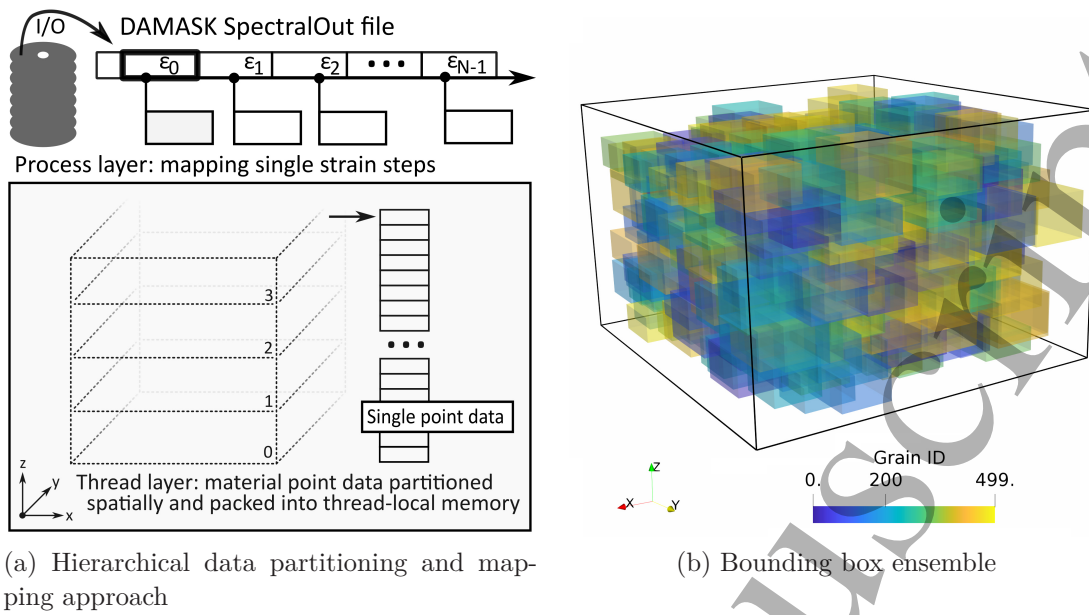 I/O
DAMASK SpectralOut file
ε0 ε1 ε2 ••• εN-1
Process layer: mapping single strain steps
3
2
1
0
•••
Single point data
z
y
x
Thread layer: material point data partitioned
spatially and packed into thread-local memory
(a) Hierarchical data partitioning and map-
ping approach
Z
X
Y
Grain ID
0. 200 499.
(b) Bounding box ensemble
uscrip